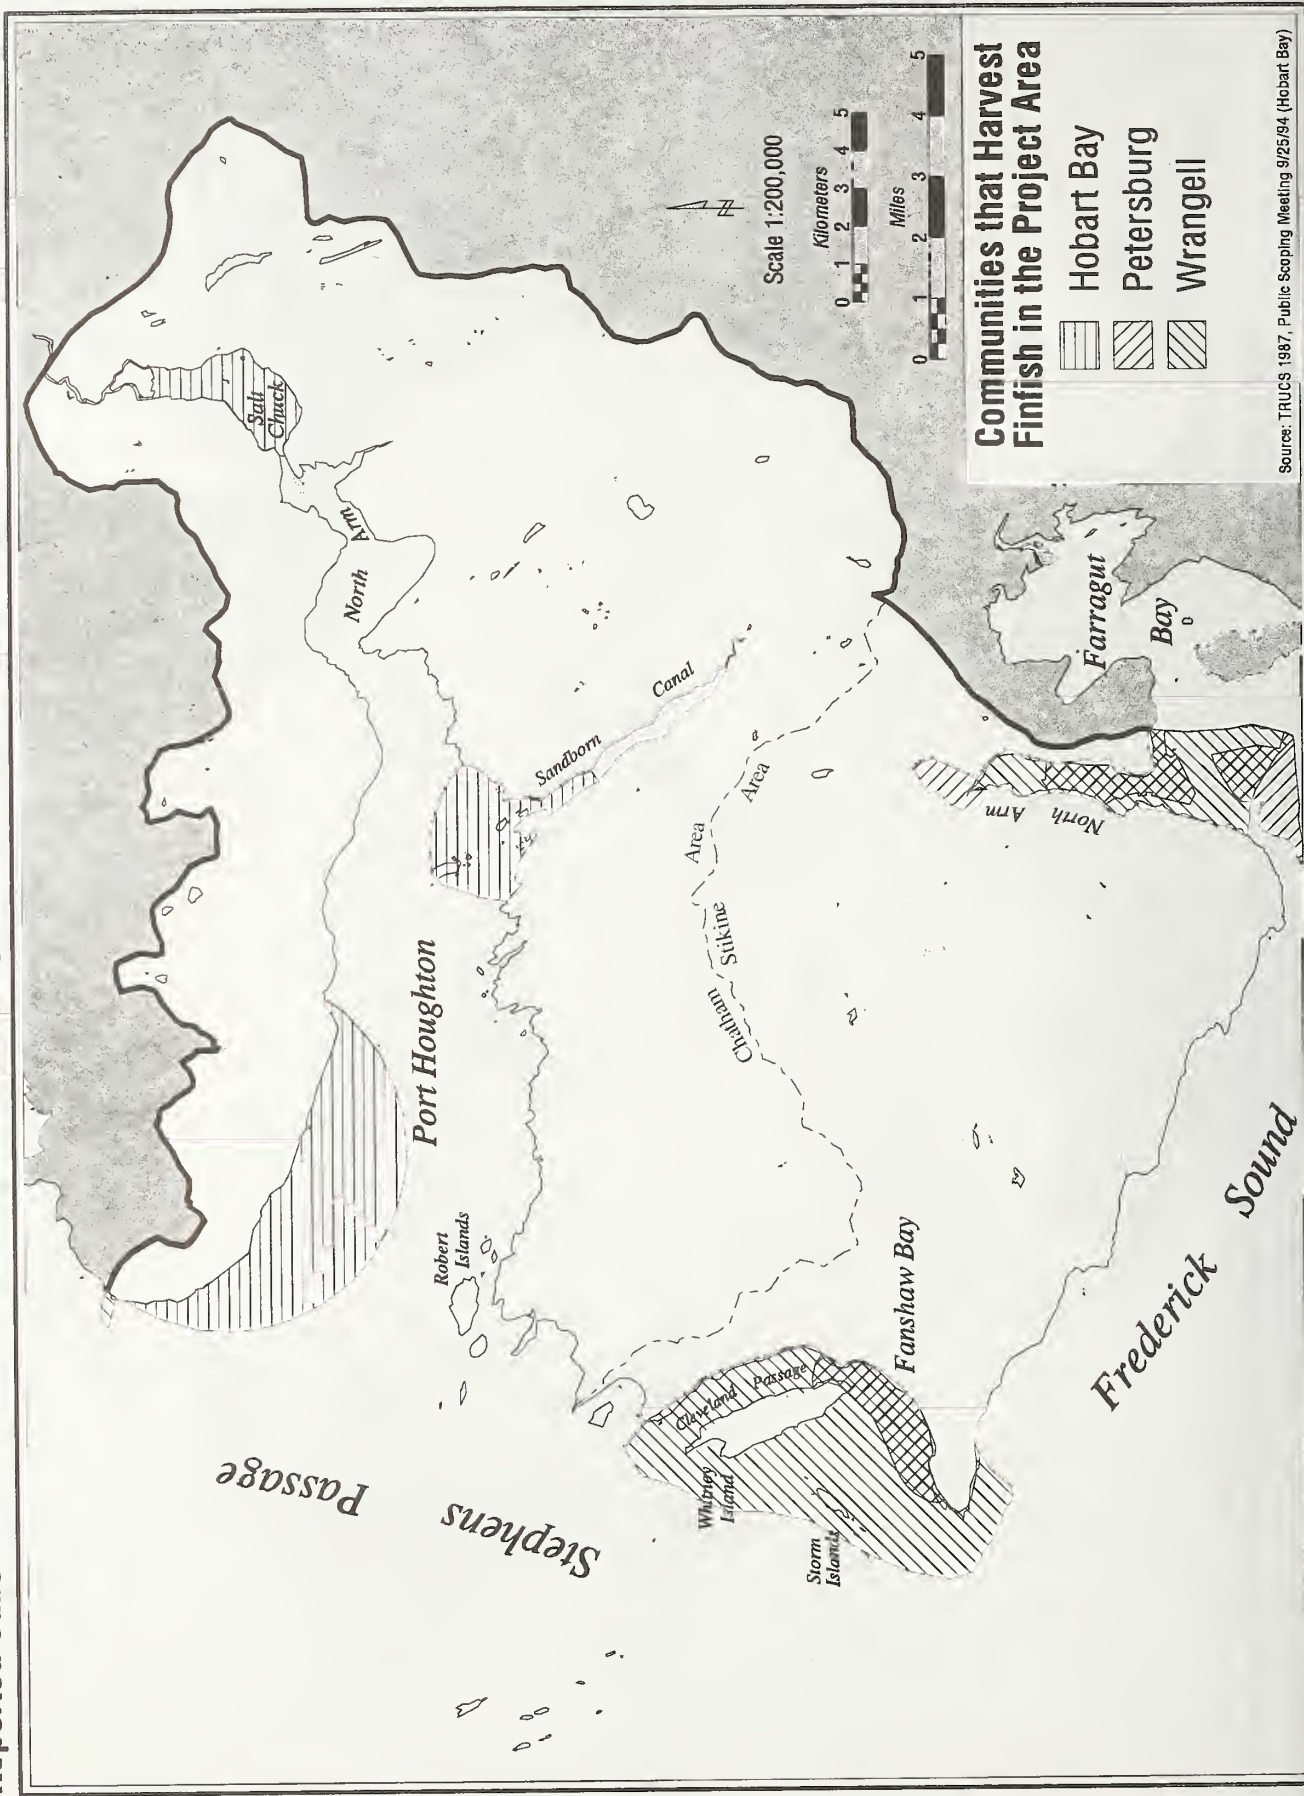 Salt
Chuck
North
Arm
Sandborn
Canal
Port Houghton
Robert
Islands
Stephens
Passage
Chatham
Stikine
Area
Area
Cleveland Passage
Whitney
Island
Storm
Islands
Fanshaw Bay
Frederick
Sound
North
Arm
Farragut
Bay
N
Scale 1:200,000
Kilometers
0 1 2 3 4 5
Miles
0 1 2 3 4 5
Communities that Harvest
Finfish in the Project Area
Hobart Bay
Petersburg
Wrangell
Source: TRUCS 1987, Public Scoping Meeting 9/25/94 (Hobart Bay)